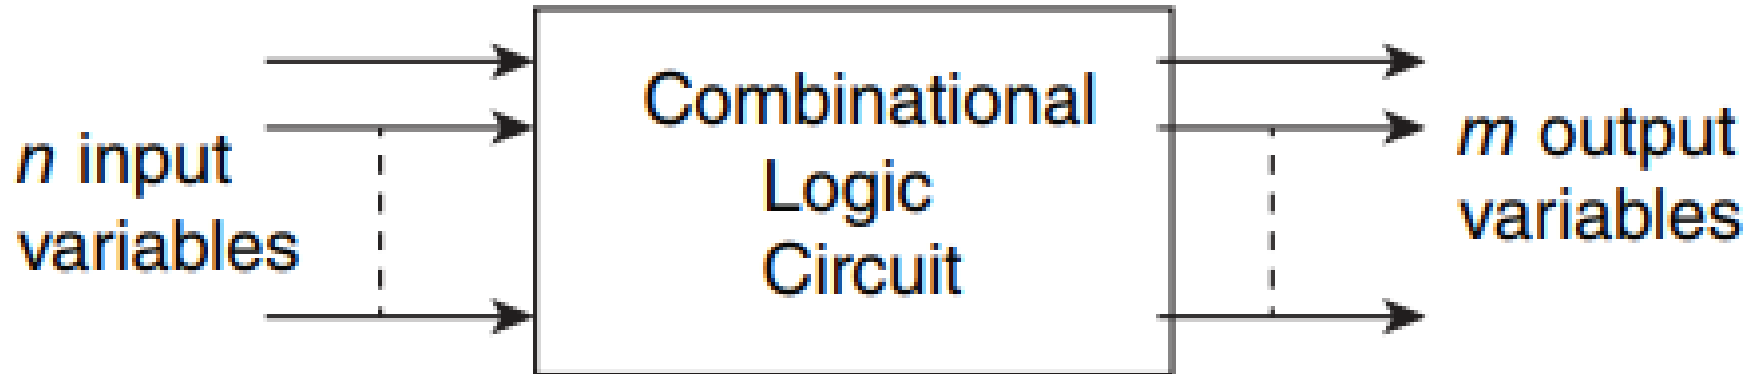 n input
variables
Combinational
Logic
Circuit
m output
variables